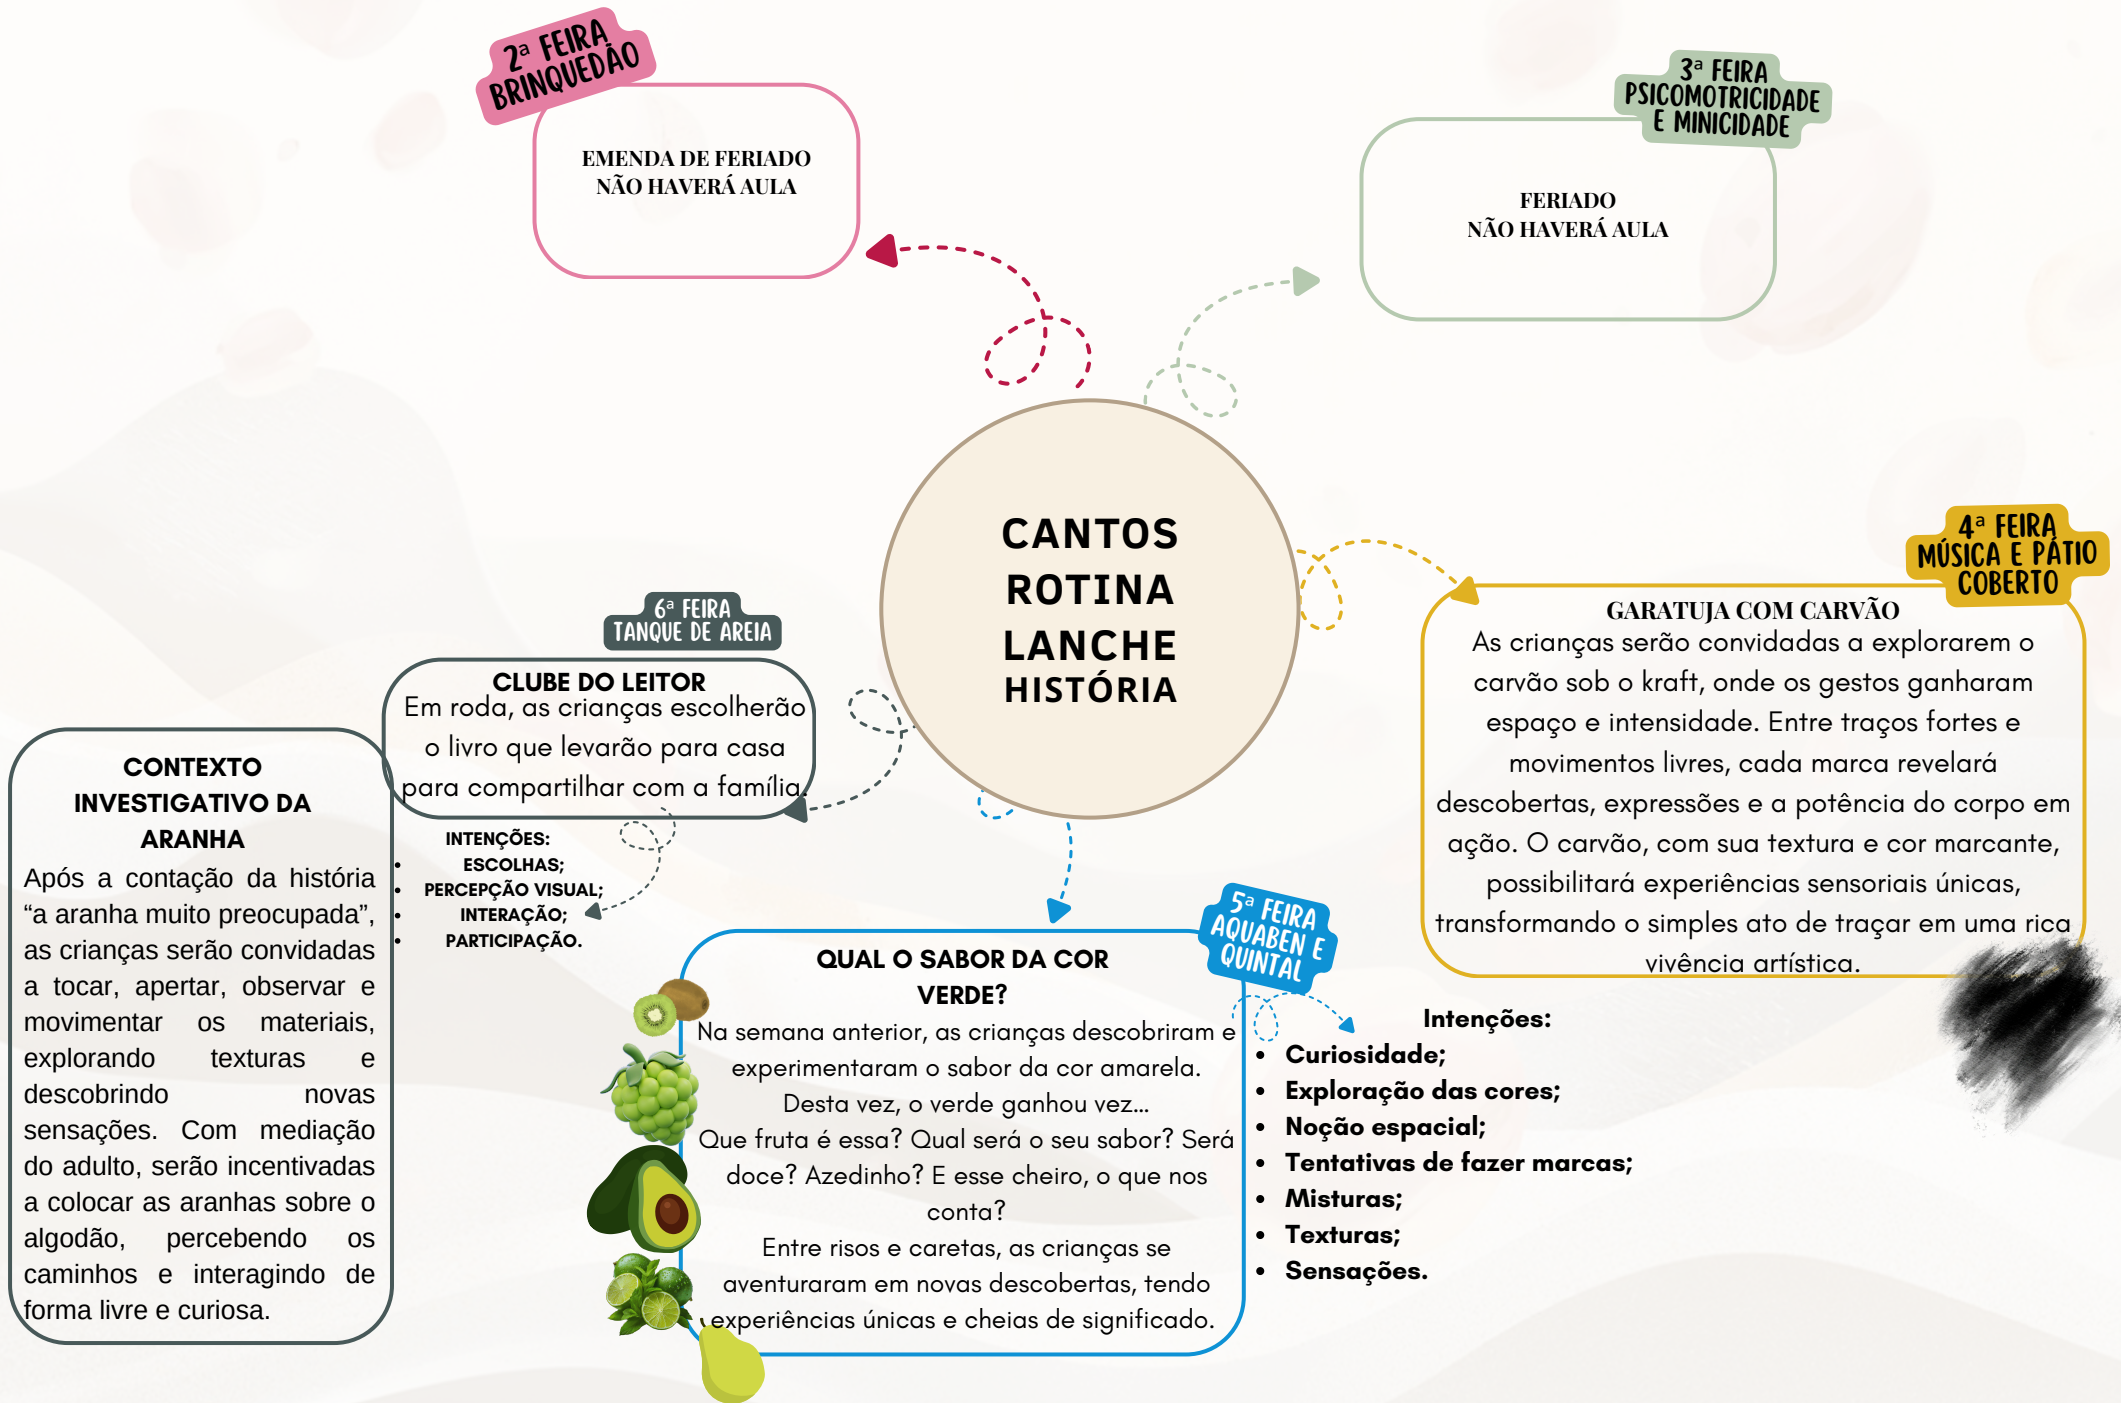 2ª FEIRA
BRINQUEDÃO
EMENDA DE FERIADO
NÃO HAVERÁ AULA
3ª FEIRA
PSICOMOTRICIDADE
E MINICIDADE
FERIADO
NÃO HAVERÁ AULA
CANTOS
ROTINA
LANCHE
HISTÓRIA
4ª FEIRA
MÚSICA E PÁTIO
COBERTO
GARATUJA COM CARVÃO
As crianças serão convidadas a explorarem o
carvão sob o kraft, onde os gestos ganharam
espaço e intensidade. Entre traços fortes e
movimentos livres, cada marca revelará
descobertas, expressões e a potência do corpo em
ação. O carvão, com sua textura e cor marcante,
possibilitará experiências sensoriais únicas,
transformando o simples ato de traçar em uma rica
vivência artística.
6ª FEIRA
TANQUE DE AREIA
CLUBE DO LEITOR
Em roda, as crianças escolherão
o livro que levarão para casa
para compartilhar com a família.
INTENÇÕES:
• ESCOLHAS;
• PERCEPÇÃO VISUAL;
• INTERAÇÃO;
• PARTICIPAÇÃO.
CONTEXTO
INVESTIGATIVO DA
ARANHA
Após a contação da história
“a aranha muito preocupada”,
as crianças serão convidadas
a tocar, apertar, observar e
movimentar os materiais,
explorando texturas e
descobrindo novas
sensações. Com mediação
do adulto, serão incentivadas
a colocar as aranhas sobre o
algodão, percebendo os
caminhos e interagindo de
forma livre e curiosa.
5ª FEIRA
AQUABEN E
QUINTAL
QUAL O SABOR DA COR
VERDE?
Na semana anterior, as crianças descobriram e
experimentaram o sabor da cor amarela.
Desta vez, o verde ganhou vez...
Que fruta é essa? Qual será o seu sabor? Será
doce? Azedinho? E esse cheiro, o que nos
conta?
Entre risos e caretas, as crianças se
aventuraram em novas descobertas, tendo
experiências únicas e cheias de significado.
Intenções:
• Curiosidade;
• Exploração das cores;
• Noção espacial;
• Tentativas de fazer marcas;
• Misturas;
• Texturas;
• Sensações.